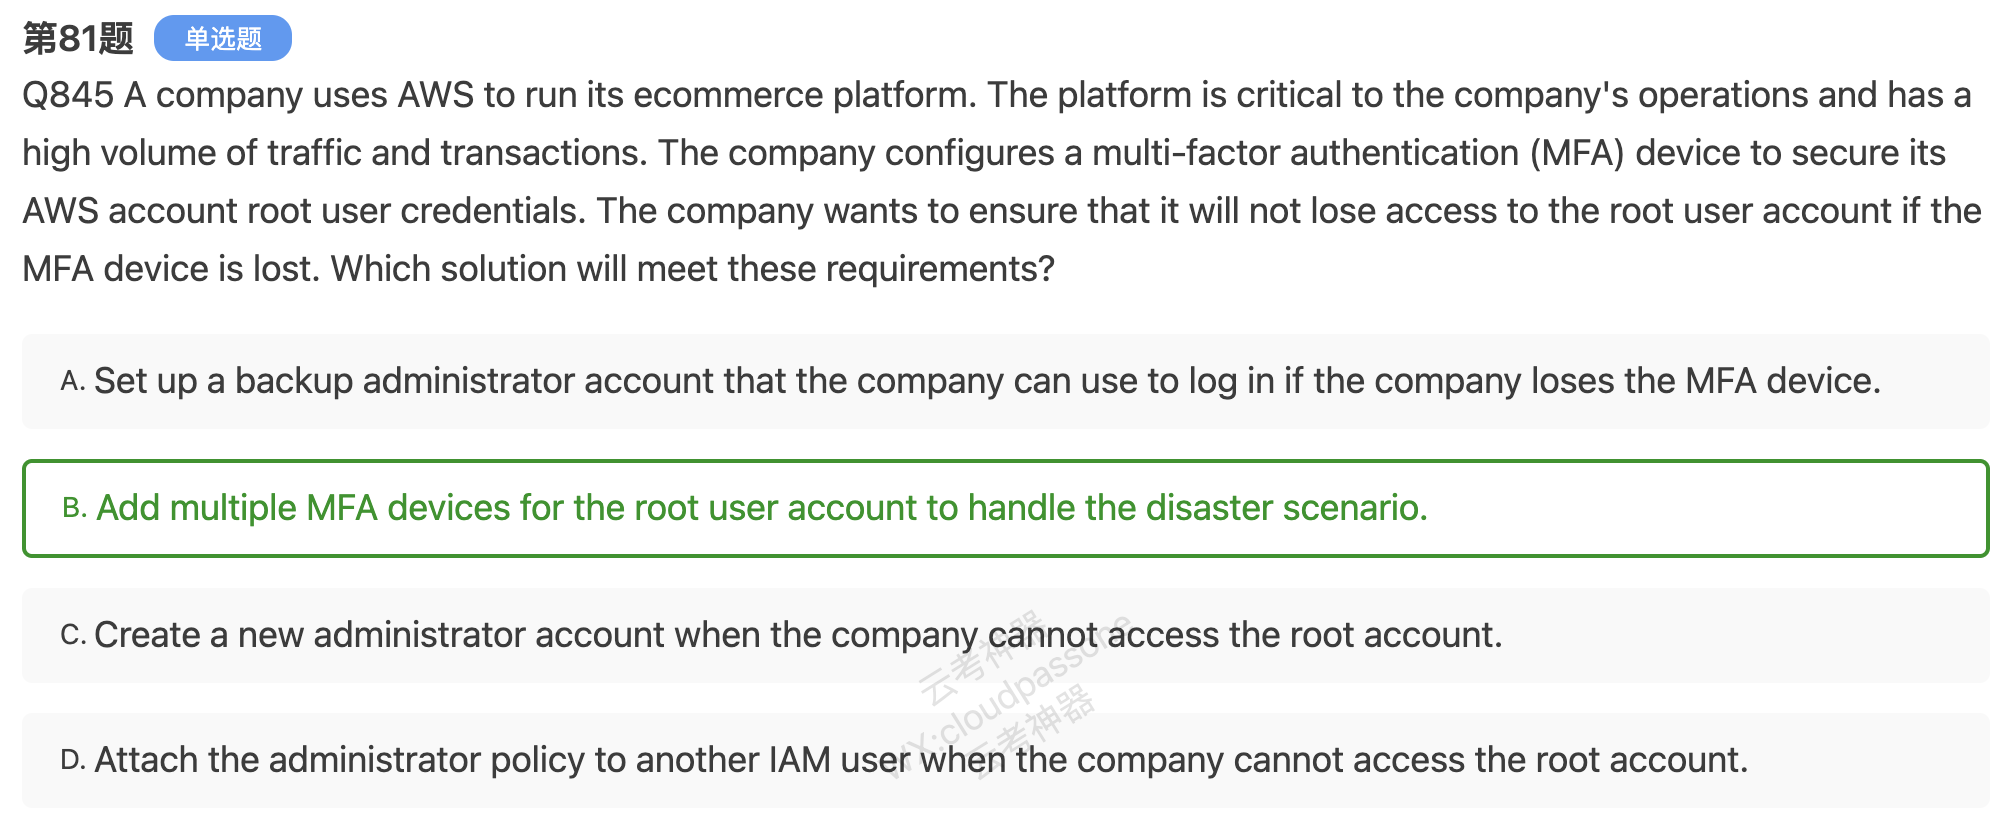 第81题 单选题
Q845 A company uses AWS to run its ecommerce platform. The platform is critical to the company's operations and has a
high volume of traffic and transactions. The company configures a multi-factor authentication (MFA) device to secure its
AWS account root user credentials. The company wants to ensure that it will not lose access to the root user account if the
MFA device is lost. Which solution will meet these requirements?
A. Set up a backup administrator account that the company can use to log in if the company loses the MFA device.
B. Add multiple MFA devices for the root user account to handle the disaster scenario.
C. Create a new administrator account when the company cannot access the root account.
D. Attach the administrator policy to another IAM user when the company cannot access the root account.
云考神器
VX:cloudpassone
云考神器